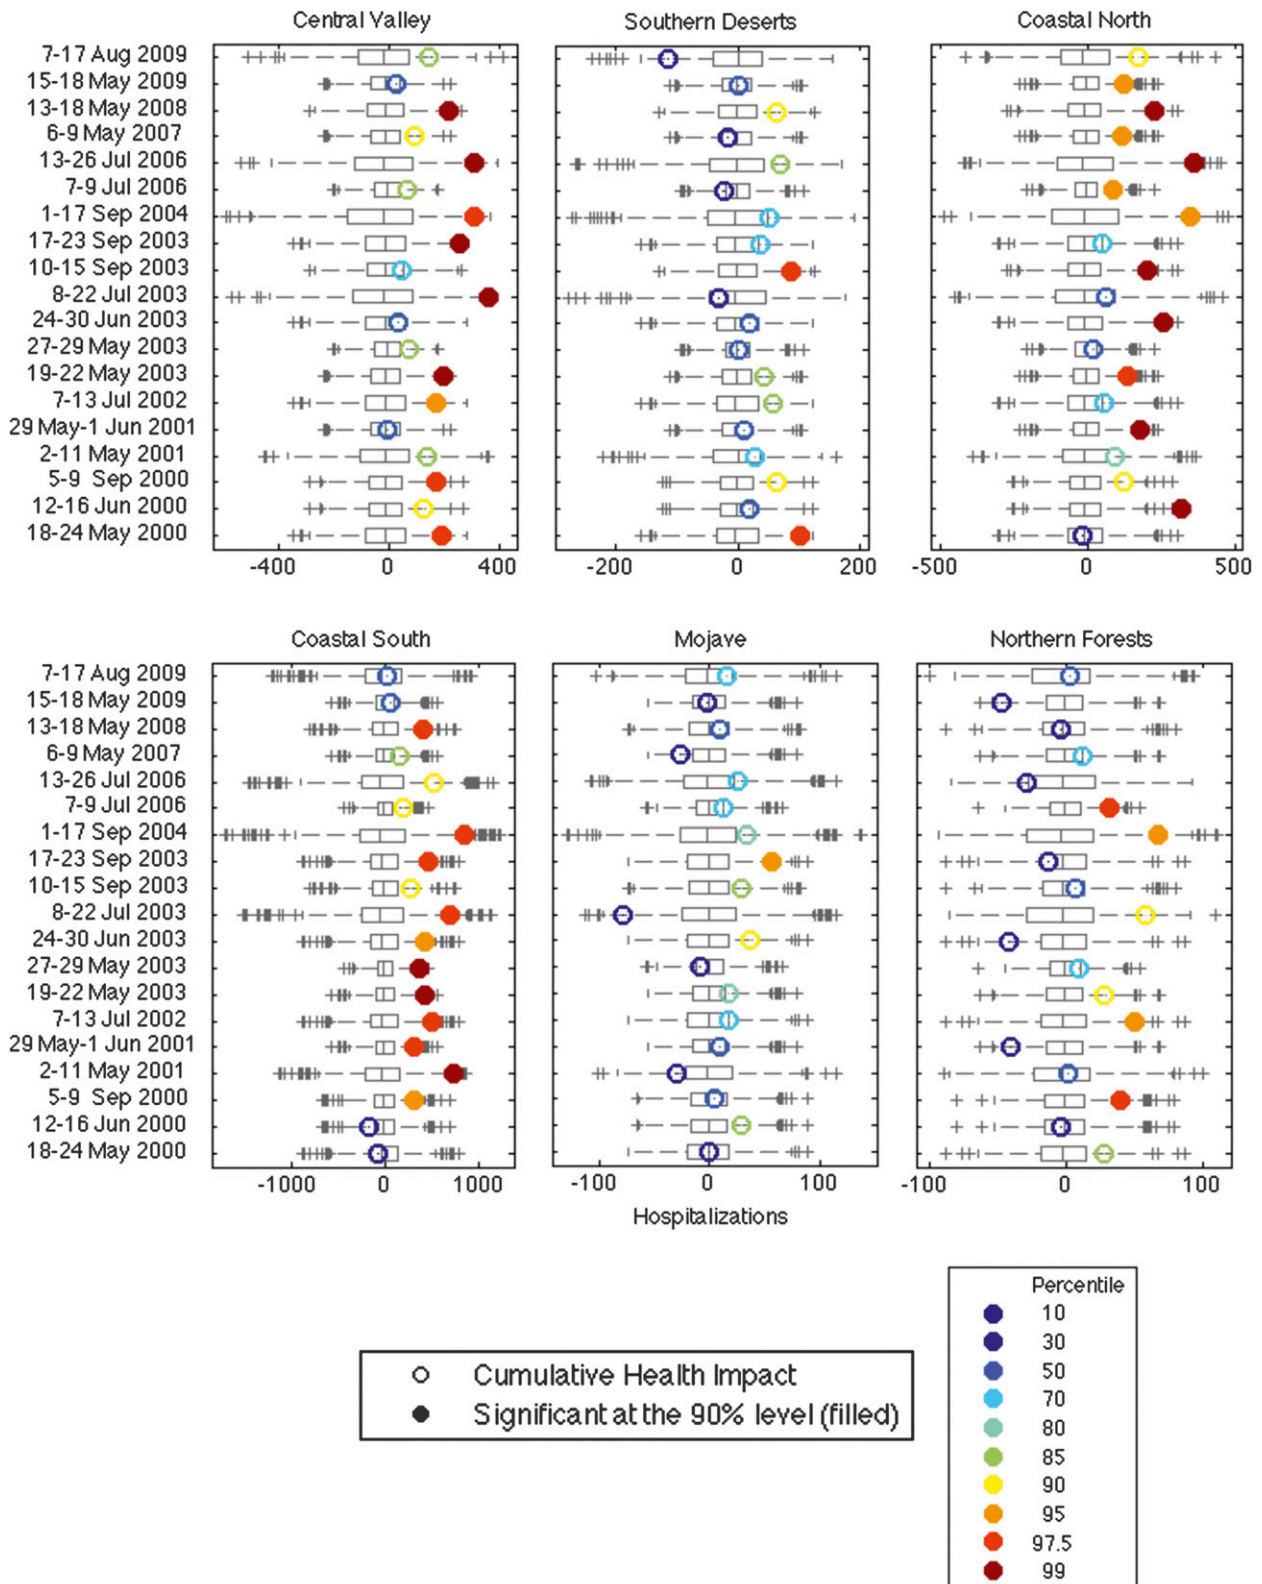 Central Valley Southern Deserts Coastal North
7-17 Aug 2009
15-18 May 2009
13-18 May 2008
6-9 May 2007
13-26 Jul 2006
7-9 Jul 2006
1-17 Sep 2004
17-23 Sep 2003
10-15 Sep 2003
8-22 Jul 2003
24-30 Jun 2003
27-29 May 2003
19-22 May 2003
7-13 Jul 2002
29 May-1 Jun 2001
2-11 May 2001
5-9 Sep 2000
12-16 Jun 2000
18-24 May 2000
-400 0 400 -200 0 200 -500 0 500
Coastal South Mojave Northern Forests
7-17 Aug 2009
15-18 May 2009
13-18 May 2008
6-9 May 2007
13-26 Jul 2006
7-9 Jul 2006
1-17 Sep 2004
17-23 Sep 2003
10-15 Sep 2003
8-22 Jul 2003
24-30 Jun 2003
27-29 May 2003
19-22 May 2003
7-13 Jul 2002
29 May-1 Jun 2001
2-11 May 2001
5-9 Sep 2000
12-16 Jun 2000
18-24 May 2000
-1000 0 1000 -100 0 100 -100 0 100
Hospitalizations
Cumulative Health Impact
Significant at the 90% level (filled)
Percentile
10
30
50
70
80
85
90
95
97.5
99